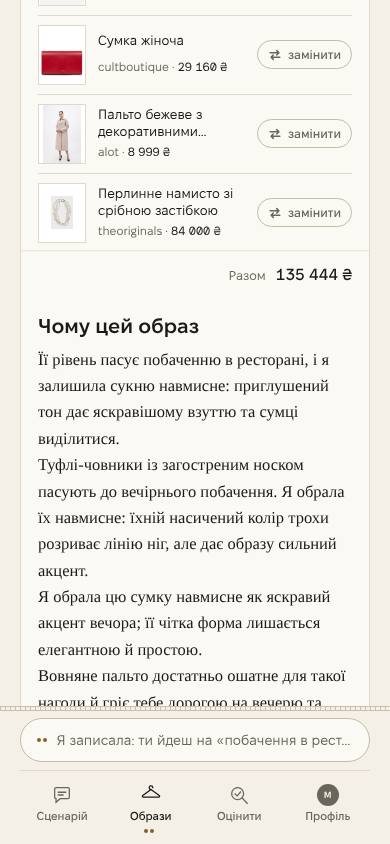 Сумка жіноча
cultboutique · 29 160 ₴
замінити
Пальто бежеве з
декоративними...
alot · 8 999 ₴
замінити
Перлинне намисто зі
срібною застібкою
theoriginals · 84 000 ₴
замінити
Разом 135 444 ₴
Чому цей образ
Її рівень пасує побаченню в ресторані, і я
залишила сукню навмисне: приглушений
тон дає яскравішому взуттю та сумці
виділитися.
Туфлі-човники із загостреним носком
пасують до вечірнього побачення. Я обрала
їх навмисне: їхній насичений колір трохи
розриває лінію ніг, але дає образу сильний
акцент.
Я обрала цю сумку навмисне як яскравий
акцент вечора; її чітка форма лишається
елегантною й простою.
Вовняне пальто достатньо ошатне для такої
нагоди й гріє тебе дорогою на вечерю та
Я записала: ти йдеш на «побачення в рест...
Сценарій
Образи
Оцінити
М
Профіль